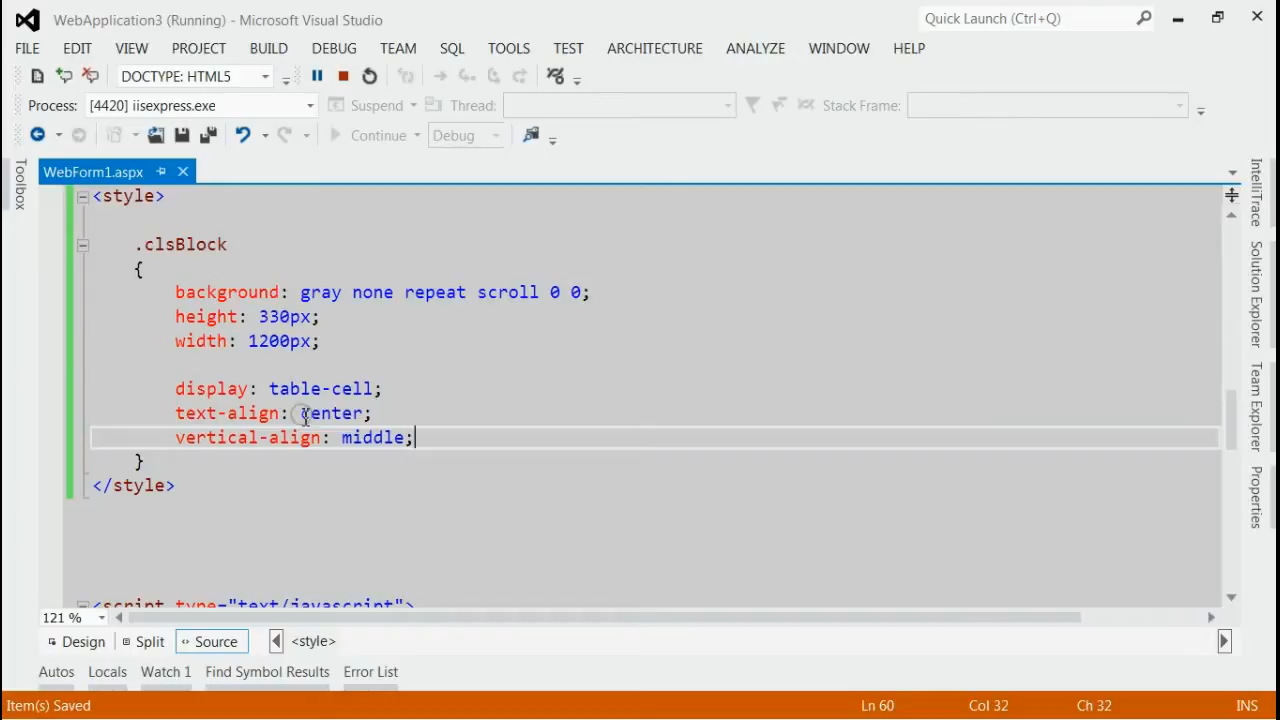 WebApplication3 (Running) - Microsoft Visual Studio
Quick Launch (Ctrl+Q)
FILE EDIT VIEW PROJECT BUILD DEBUG TEAM SQL TOOLS TEST ARCHITECTURE ANALYZE WINDOW HELP
DOCTYPE: HTML5
Process: [4420] iisexpress.exe Suspend Thread: Stack Frame:
Continue Debug
Toolbox
WebForm1.aspx
<style>
.clsBlock
{
background: gray none repeat scroll 0 0;
height: 330px;
width: 1200px;
display: table-cell;
text-align: center;
vertical-align: middle;
}
</style>
<script type="text/javascript">
121 %
Design Split Source <style>
IntelliTrace
Solution Explorer
Team Explorer
Properties
Autos Locals Watch 1 Find Symbol Results Error List
Item(s) Saved Ln 60 Col 32 Ch 32 INS